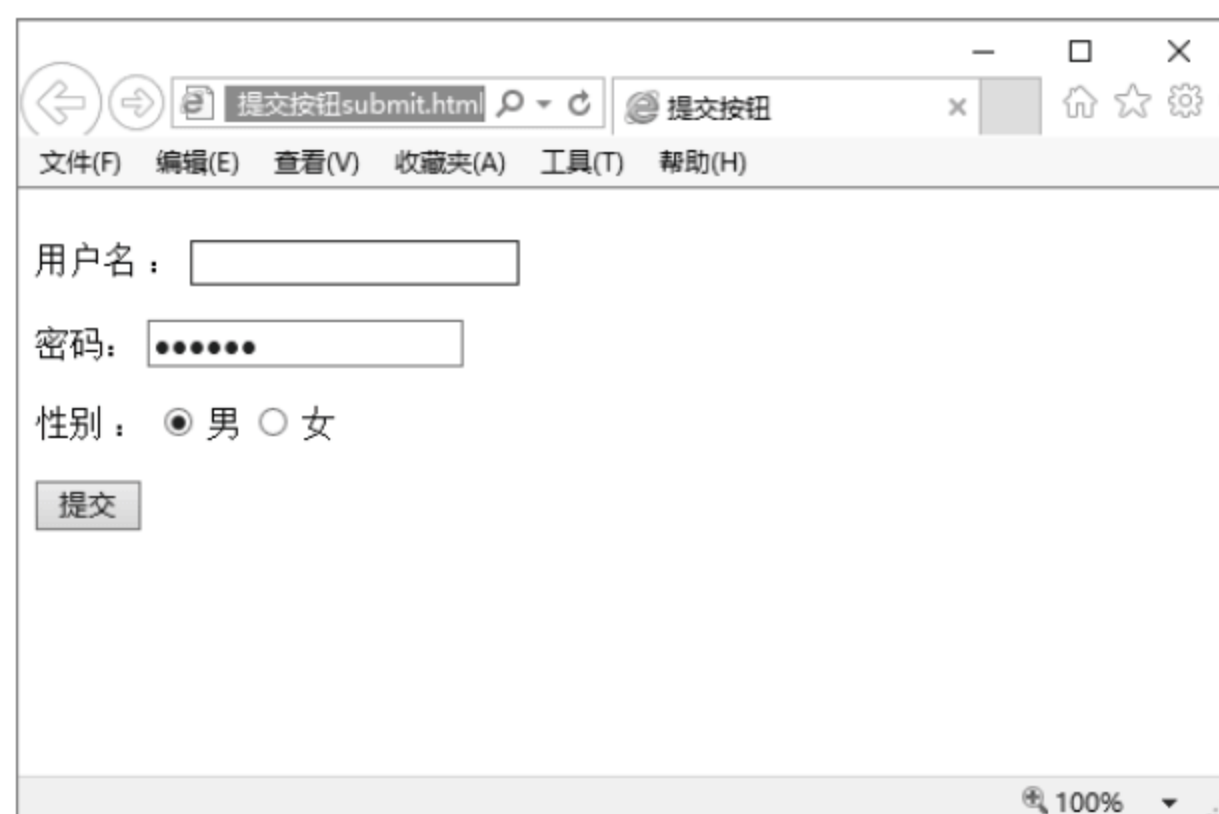 提交按钮submit.html 提交按钮
文件(F) 编辑(E) 查看(V) 收藏夹(A) 工具(T) 帮助(H)
用户名：
密码： ●●●●●●
性别： 男 女
提交
100%